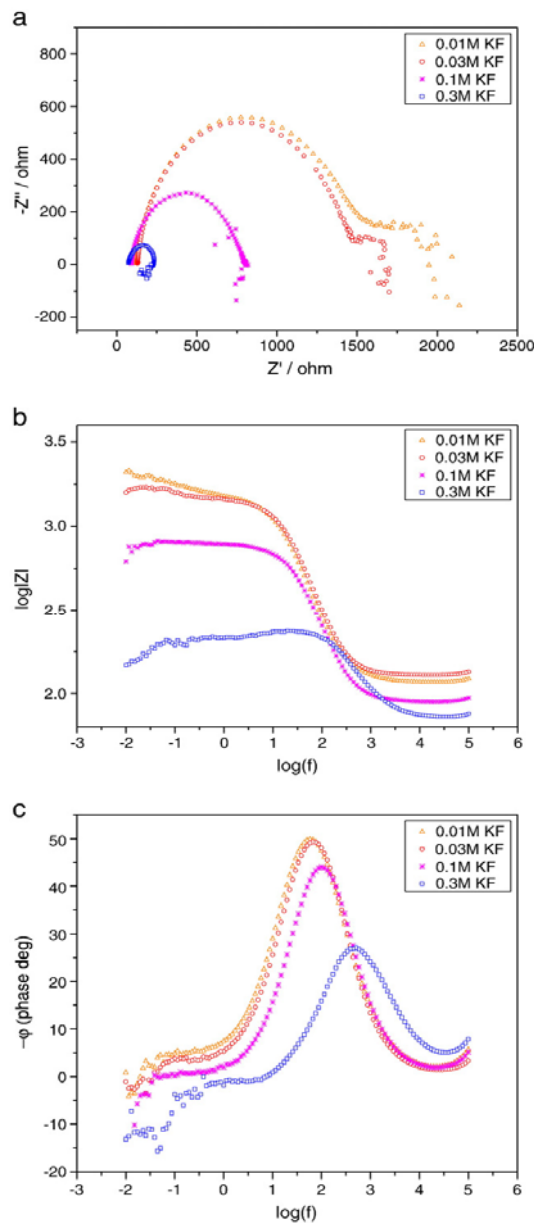 a
800
600
400
200
0
-200
-Z" / ohm
0.01M KF
0.03M KF
0.1M KF
0.3M KF
0 500 1000 1500 2000 2500
Z' / ohm
b
3.5
3.0
2.5
2.0
log|Z|
0.01M KF
0.03M KF
0.1M KF
0.3M KF
-3 -2 -1 0 1 2 3 4 5 6
log(f)
c
50
40
30
20
10
0
-10
-20
–φ (phase deg)
0.01M KF
0.03M KF
0.1M KF
0.3M KF
-3 -2 -1 0 1 2 3 4 5 6
log(f)